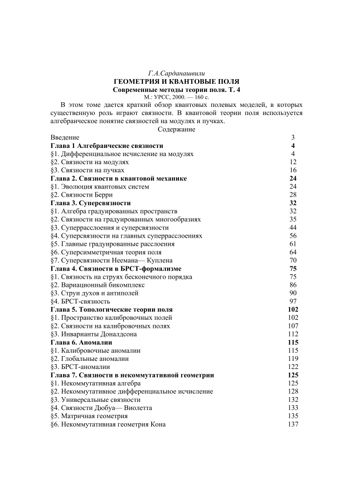 Г.А.Сарданашвили
ГЕОМЕТРИЯ И КВАНТОВЫЕ ПОЛЯ
Современные методы теории поля. Т. 4
М.: УРСС, 2000. — 160 с.
В этом томе дается краткий обзор квантовых полевых моделей, в которых
существенную роль играют связности. В квантовой теории поля используется
алгебраическое понятие связностей на модулях и пучках.
Содержание
Введение 3
Глава 1 Алгебраические связности 4
§1. Дифференциальное исчисление на модулях 4
§2. Связности на модулях 12
§3. Связности на пучках 16
Глава 2. Связности в квантовой механике 24
§1. Эволюция квантовых систем 24
§2. Связности Берри 28
Глава 3. Суперсвязности 32
§1. Алгебра градуированных пространств 32
§2. Связности на градуированных многообразиях 35
§3. Суперрасслоения и суперсвязности 44
§4. Суперсвязности на главных суперрасслоениях 56
§5. Главные градуированные расслоения 61
§6. Суперсимметричная теория поля 64
§7. Суперсвязности Неемана— Куллена 70
Глава 4. Связности в БРСТ-формализме 75
§1. Связность на струях бесконечного порядка 75
§2. Вариационный бикомплекс 86
§3. Струи духов и антиполей 90
§4. БРСТ-связность 97
Глава 5. Топологические теории поля 102
§1. Пространство калибровочных полей 102
§2. Связности на калибровочных полях 107
§3. Инварианты Дональдсона 112
Глава 6. Аномалии 115
§1. Калибровочные аномалии 115
§2. Глобальные аномалии 119
§3. БРСТ-аномалии 122
Глава 7. Связности в некоммутативной геометрии 125
§1. Некоммутативная алгебра 125
§2. Некоммутативное дифференциальное исчисление 128
§3. Универсальные связности 132
§4. Связности Дюбуа— Виолетта 133
§5. Матричная геометрия 135
§6. Некоммутативная геометрия Кона 137